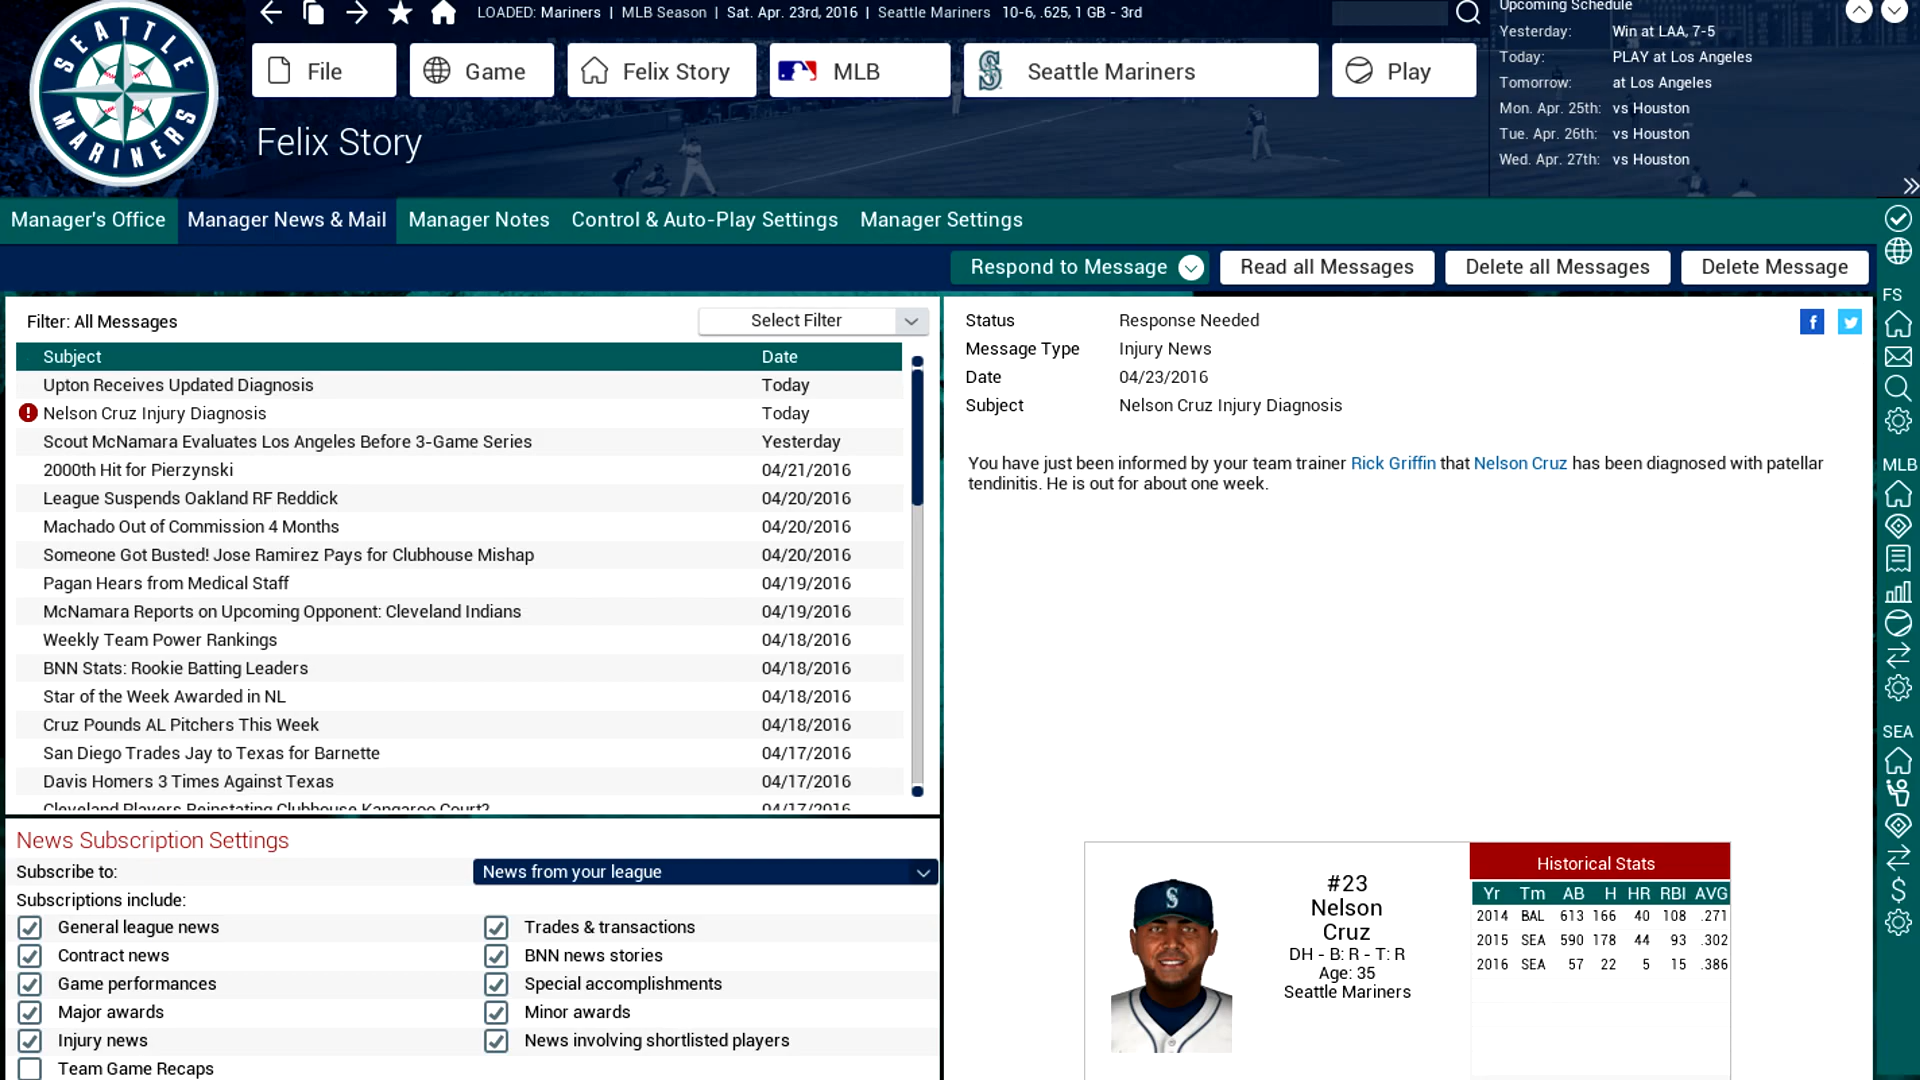 LOADED: Mariners | MLB Season | Sat. Apr. 23rd, 2016 | Seattle Mariners 10-6, .625, 1 GB - 3rd
Upcoming Schedule
Yesterday: Win at LAA, 7-5
Today: PLAY at Los Angeles
Tomorrow: at Los Angeles
Mon. Apr. 25th: vs Houston
Tue. Apr. 26th: vs Houston
Wed. Apr. 27th: vs Houston
SEATTLE
MARINERS
File
Game
Felix Story
MLB
S
Seattle Mariners
Play
Felix Story
Manager's Office
Manager News & Mail
Manager Notes
Control & Auto-Play Settings
Manager Settings
Respond to Message
Read all Messages
Delete all Messages
Delete Message
Filter: All Messages
Select Filter
Subject Date
Upton Receives Updated Diagnosis Today
! Nelson Cruz Injury Diagnosis Today
Scout McNamara Evaluates Los Angeles Before 3-Game Series Yesterday
2000th Hit for Pierzynski 04/21/2016
League Suspends Oakland RF Reddick 04/20/2016
Machado Out of Commission 4 Months 04/20/2016
Someone Got Busted! Jose Ramirez Pays for Clubhouse Mishap 04/20/2016
Pagan Hears from Medical Staff 04/19/2016
McNamara Reports on Upcoming Opponent: Cleveland Indians 04/19/2016
Weekly Team Power Rankings 04/18/2016
BNN Stats: Rookie Batting Leaders 04/18/2016
Star of the Week Awarded in NL 04/18/2016
Cruz Pounds AL Pitchers This Week 04/18/2016
San Diego Trades Jay to Texas for Barnette 04/17/2016
Davis Homers 3 Times Against Texas 04/17/2016
Cleveland Players Reinstating Clubhouse Kangaroo Court? 04/17/2016
News Subscription Settings
Subscribe to: News from your league
Subscriptions include:
General league news
Trades & transactions
Contract news
BNN news stories
Game performances
Special accomplishments
Major awards
Minor awards
Injury news
News involving shortlisted players
Team Game Recaps
Status Response Needed
Message Type Injury News
Date 04/23/2016
Subject Nelson Cruz Injury Diagnosis
f
You have just been informed by your team trainer Rick Griffin that Nelson Cruz has been diagnosed with patellar
tendinitis. He is out for about one week.
S
#23
Nelson
Cruz
DH - B: R - T: R
Age: 35
Seattle Mariners
Historical Stats
Yr Tm AB H HR RBI AVG
2014 BAL 613 166 40 108 .271
2015 SEA 590 178 44 93 .302
2016 SEA 57 22 5 15 .386
FS
MLB
SEA
$